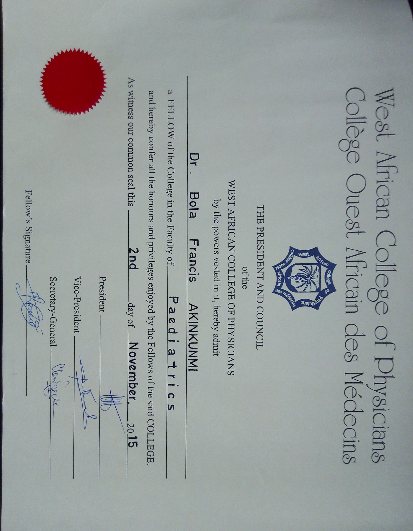 West African College of Physicians
Collège Ouest Africain des Médecins
THE PRESIDENT AND COUNCIL
of the
WEST AFRICAN COLLEGE OF PHYSICIANS
by the powers vested in it, hereby admit
Dr. Bola Francis AKINKUNMI
a FELLOW of the College in the Faculty of Paediatrics
and hereby confer all the honours and privileges enjoyed by the Fellows of the said COLLEGE.
As witness our common seal this 2nd day of November 2015
President
Vice-President
Secretary-General
Fellow's Signature